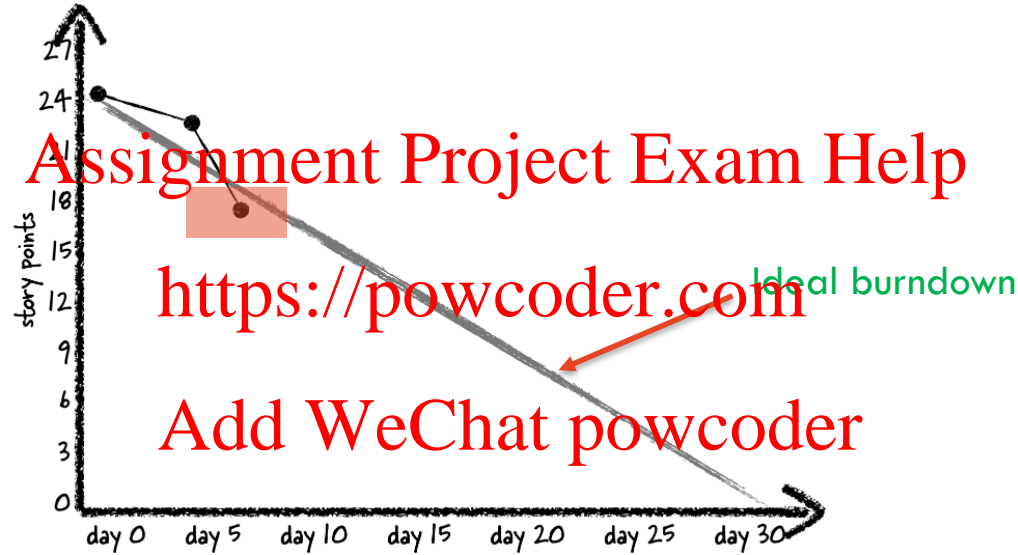 27
24
Assignment Project Exam Help
21
18
story points
15
https://powcoder.com
Ideal burndown
12
9
6
Add WeChat powcoder
3
0
day 0 day 5 day 10 day 15 day 20 day 25 day 30